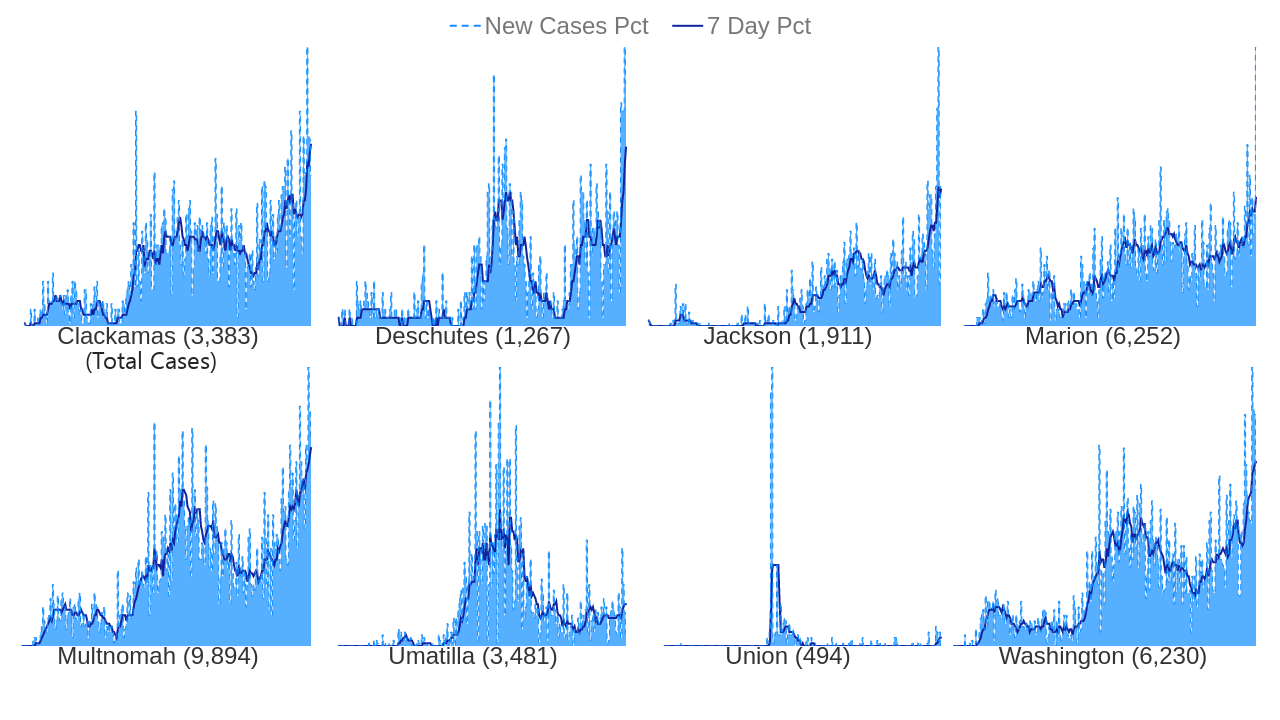 New Cases Pct 7 Day Pct
Clackamas (3,383) Deschutes (1,267) Jackson (1,911) Marion (6,252)
(Total Cases)
Multnomah (9,894) Umatilla (3,481) Union (494) Washington (6,230)